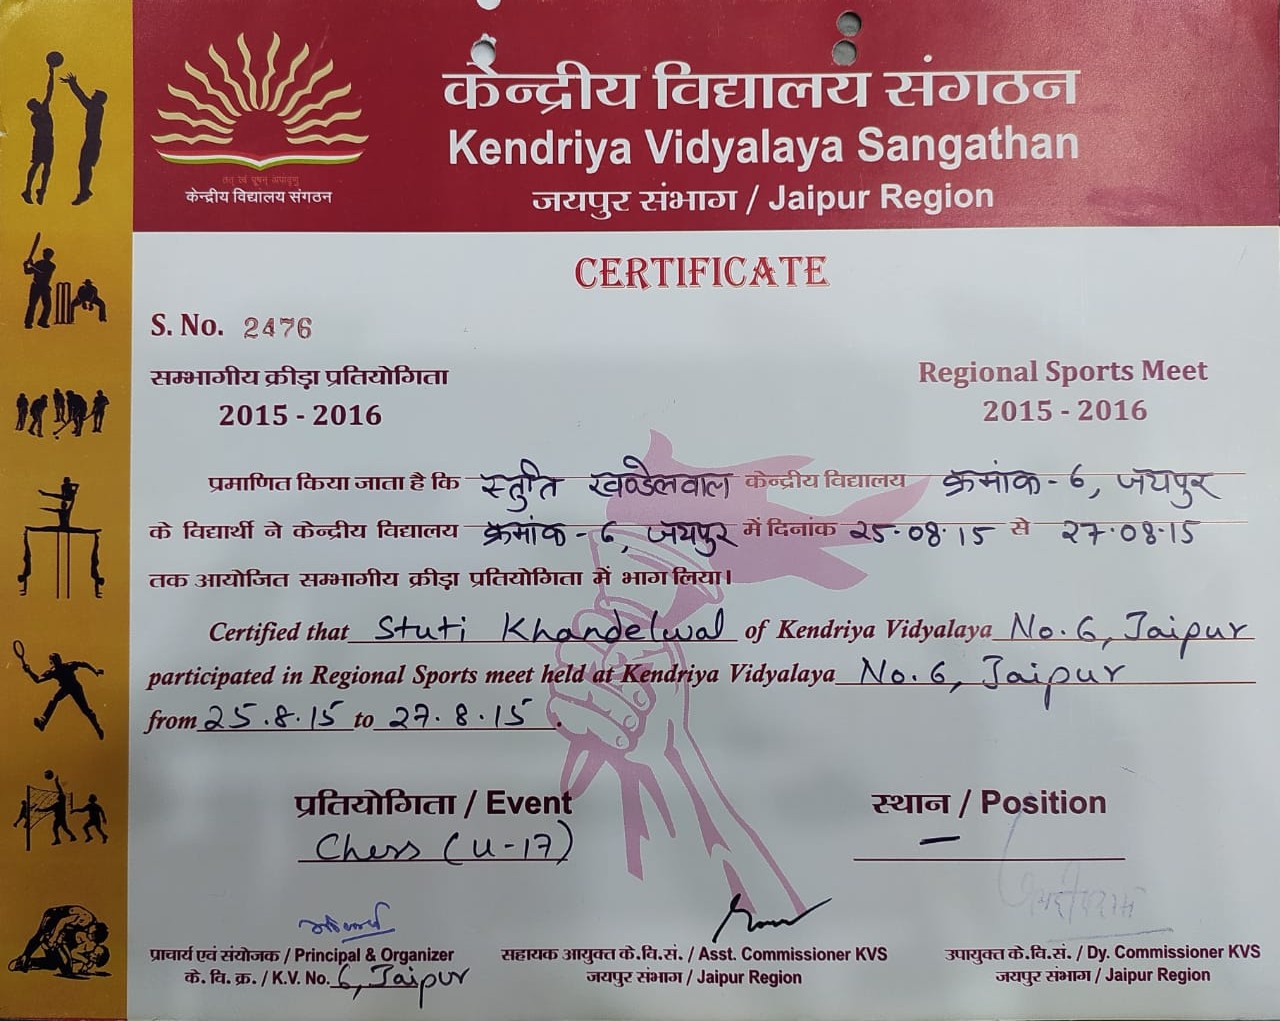 केन्द्रीय विद्यालय संगठन
Kendriya Vidyalaya Sangathan
जयपुर संभाग / Jaipur Region
तत् त्वं पूषन् अपावृणु
केन्द्रीय विद्यालय संगठन
CERTIFICATE
S. No. 2476
सम्भागीय क्रीड़ा प्रतियोगिता
2015 - 2016
Regional Sports Meet
2015 - 2016
प्रमाणित किया जाता है कि स्तुति खण्डेलवाल केन्द्रीय विद्यालय क्रमांक - 6, जयपुर
के विद्यार्थी ने केन्द्रीय विद्यालय क्रमांक - 6, जयपुर में दिनांक 25.08.15 से 27.08.15
तक आयोजित सम्भागीय क्रीड़ा प्रतियोगिता में भाग लिया।
Certified that Stuti Khandelwal of Kendriya Vidyalaya No. 6, Jaipur
participated in Regional Sports meet held at Kendriya Vidyalaya No. 6, Jaipur
from 25.8.15 to 27.8.15.
प्रतियोगिता / Event
Chess (U-17)
स्थान / Position
—
प्राचार्य एवं संयोजक / Principal & Organizer
के. वि. क्र. / K.V. No. 6, Jaipur
सहायक आयुक्त के.वि.सं. / Asst. Commissioner KVS
जयपुर संभाग / Jaipur Region
उपायुक्त के.वि.सं. / Dy. Commissioner KVS
जयपुर संभाग / Jaipur Region